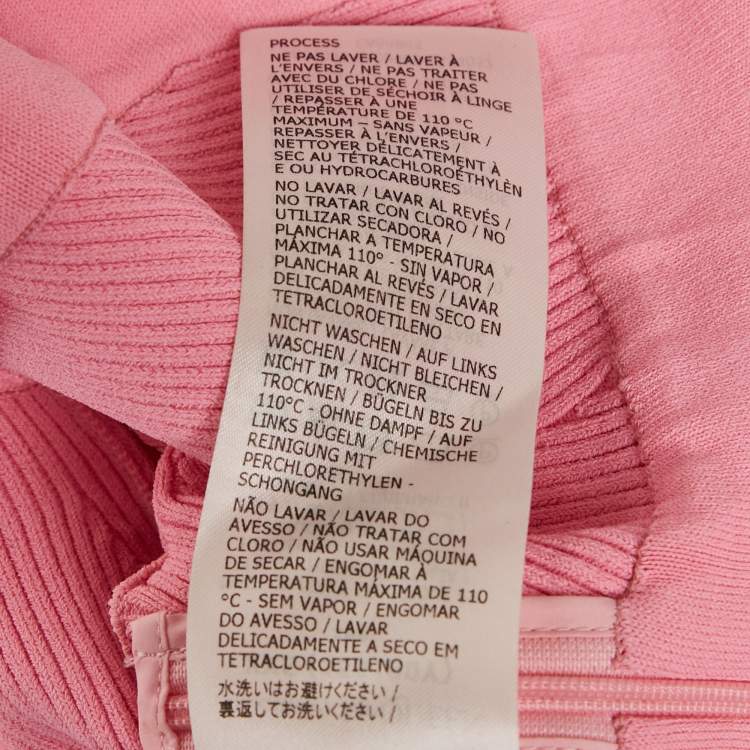 PROCESS
NE PAS LAVER / LAVER À
L'ENVERS / NE PAS TRAITER
AVEC DU CHLORE / NE PAS
UTILISER DE SÉCHOIR À LINGE
/ REPASSER À UNE
TEMPÉRATURE DE 110 °C
MAXIMUM – SANS VAPEUR /
REPASSER À L'ENVERS /
NETTOYER DÉLICATEMENT À
SEC AU TÉTRACHLOROÉTHYLÈN
E OU HYDROCARBURES
NO LAVAR / LAVAR AL REVÉS /
NO TRATAR CON CLORO / NO
UTILIZAR SECADORA /
PLANCHAR A TEMPERATURA
MÁXIMA 110° - SIN VAPOR /
PLANCHAR AL REVÉS / LAVAR
DELICADAMENTE EN SECO EN
TETRACLOROETILENO
NICHT WASCHEN / AUF LINKS
WASCHEN / NICHT BLEICHEN /
NICHT IM TROCKNER
TROCKNEN / BÜGELN BIS ZU
110°C - OHNE DAMPF / AUF
LINKS BÜGELN / CHEMISCHE
REINIGUNG MIT
PERCHLORETHYLEN -
SCHONGANG
NÃO LAVAR / LAVAR DO
AVESSO / NÃO TRATAR COM
CLORO / NÃO USAR MÁQUINA
DE SECAR / ENGOMAR À
TEMPERATURA MÁXIMA DE 110
°C - SEM VAPOR / ENGOMAR
DO AVESSO / LAVAR
DELICADAMENTE A SECO EM
TETRACLOROETILENO
水洗いはお避けください /
裏返してお洗いください /